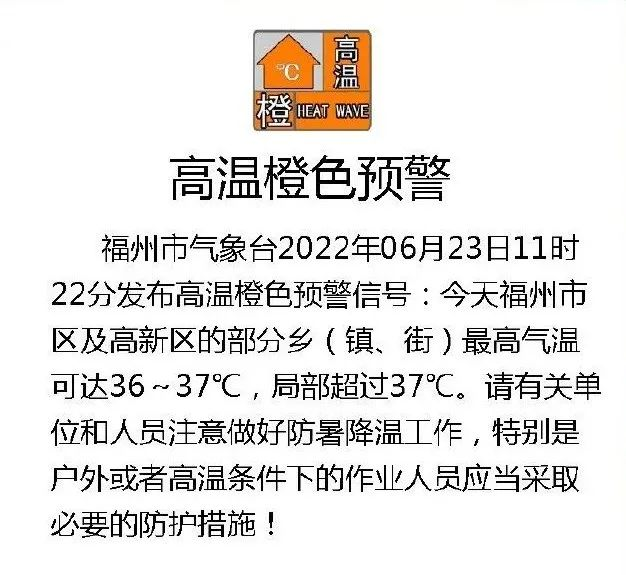 ℃
高温
橙
HEAT WAVE
高温橙色预警
福州市气象台2022年06月23日11时
22分发布高温橙色预警信号：今天福州市
区及高新区的部分乡（镇、街）最高气温
可达36～37℃，局部超过37℃。请有关单
位和人员注意做好防暑降温工作，特别是
户外或者高温条件下的作业人员应当采取
必要的防护措施！